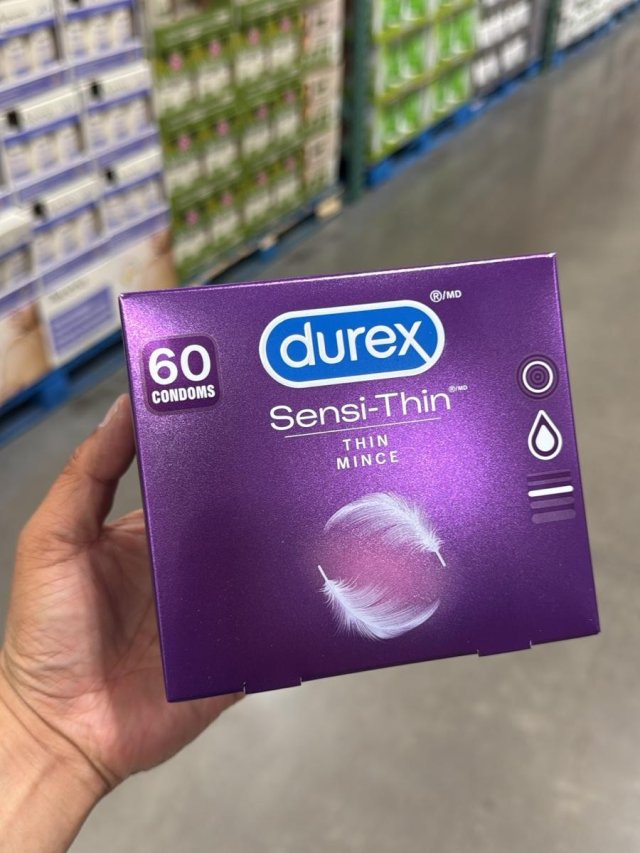 60
CONDOMS
durex
®/MD
Sensi-Thin®/MD
THIN
MINCE